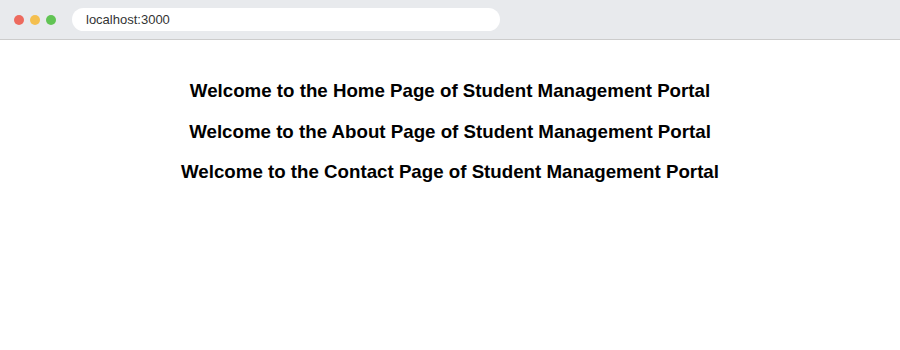 localhost:3000
Welcome to the Home Page of Student Management Portal
Welcome to the About Page of Student Management Portal
Welcome to the Contact Page of Student Management Portal